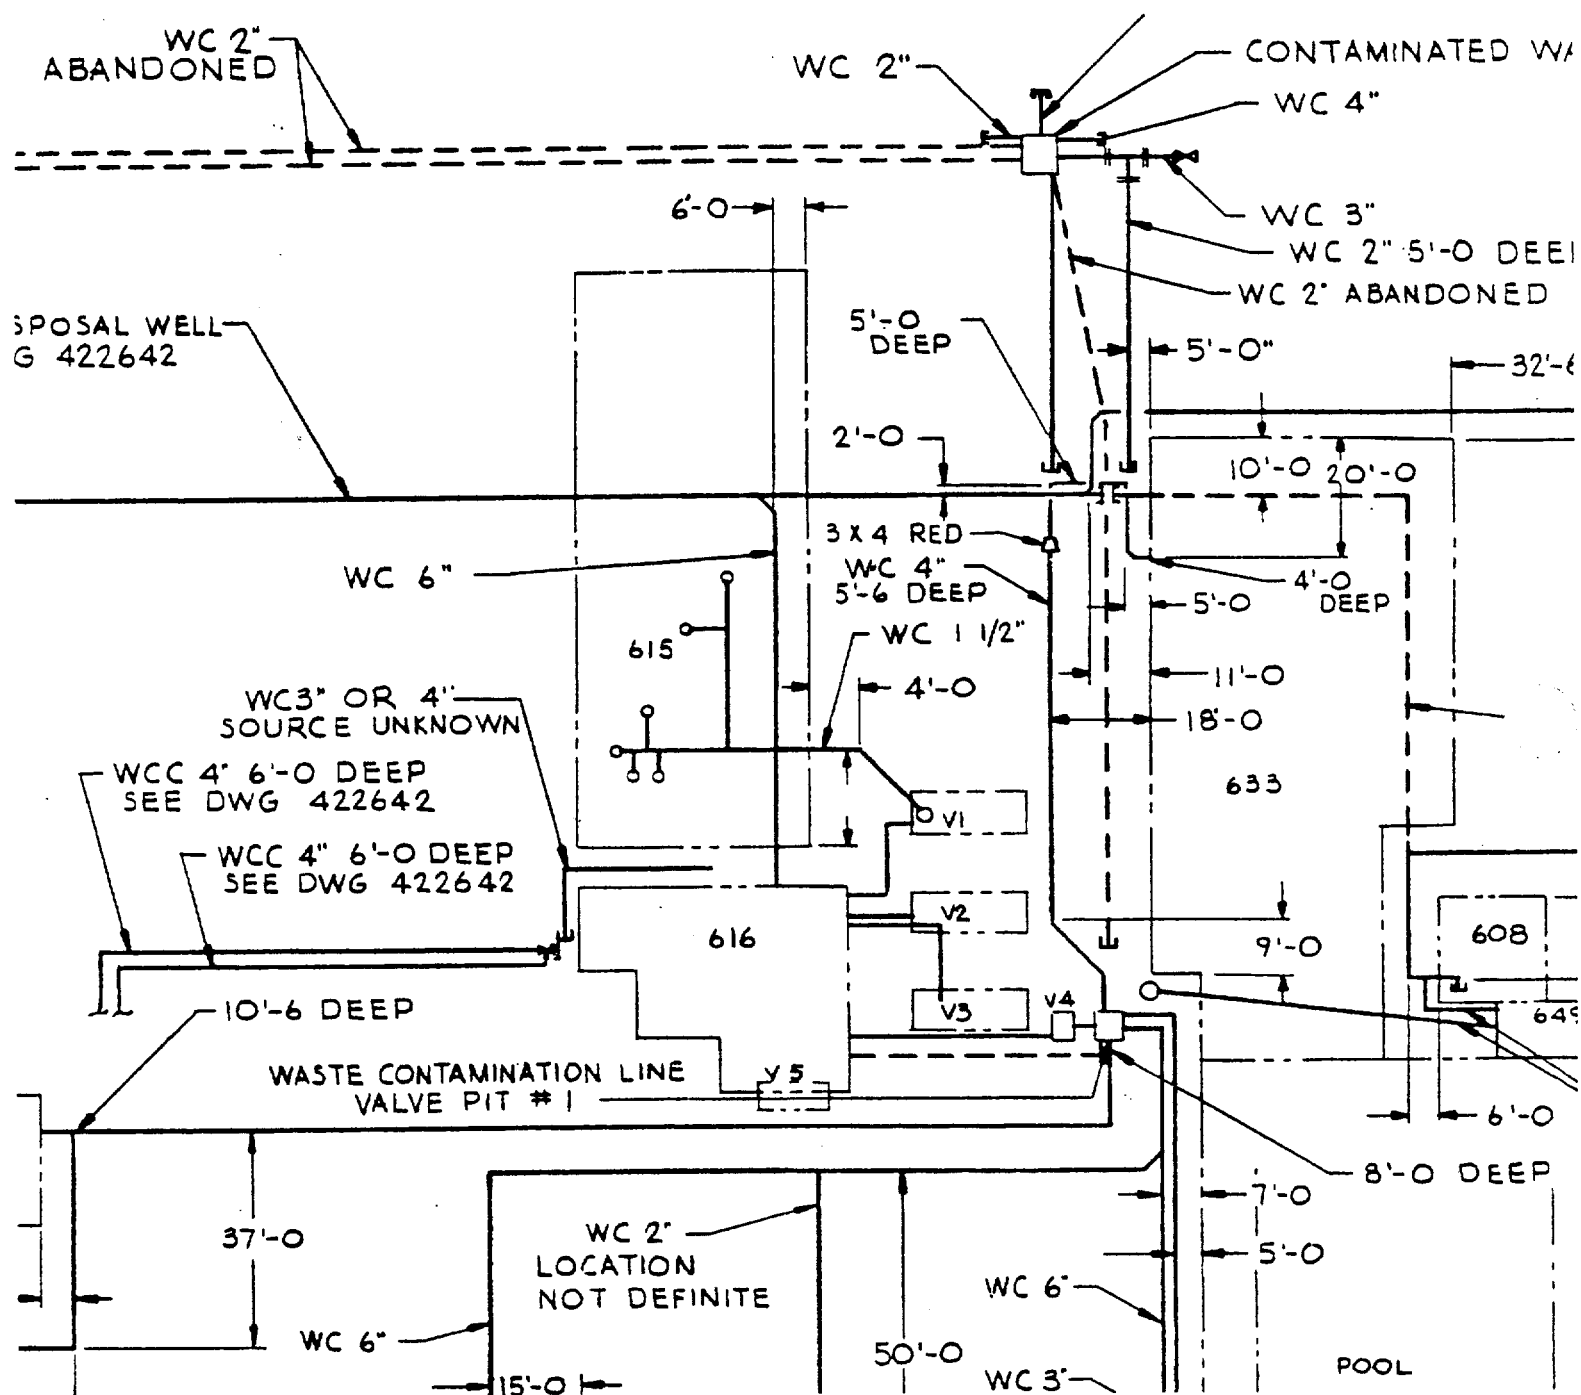 WC 2"
ABANDONED
WC 2"
CONTAMINATED
WC 4"
6'-0
WC 3"
WC 2" 5'-0
WC 2" ABANDONED
SPOSAL WELL
G 422642
5'-0
DEEP
5'-0"
32'-6
2'-0
10'-0
20'-0
3 X 4 RED
WC 6"
WC 4"
5'-6 DEEP
4'-0
DEEP
5'-0
WC 1 1/2"
615
4'-0
11'-0
18'-0
WC3" OR 4"
SOURCE UNKNOWN
WCC 4" 6'-0 DEEP
SEE DWG 422642
633
V1
WCC 4" 6'-0 DEEP
SEE DWG 422642
V2
616
608
9'-0
10'-6 DEEP
V3
V4
649
WASTE CONTAMINATION LINE
VALVE PIT #1
V5
6'-0
8'-0 DEEP
7'-0
37'-0
WC 2"
LOCATION
NOT DEFINITE
5'-0
WC 6"
WC 6"
50'-0
POOL
15'-0
WC 3"